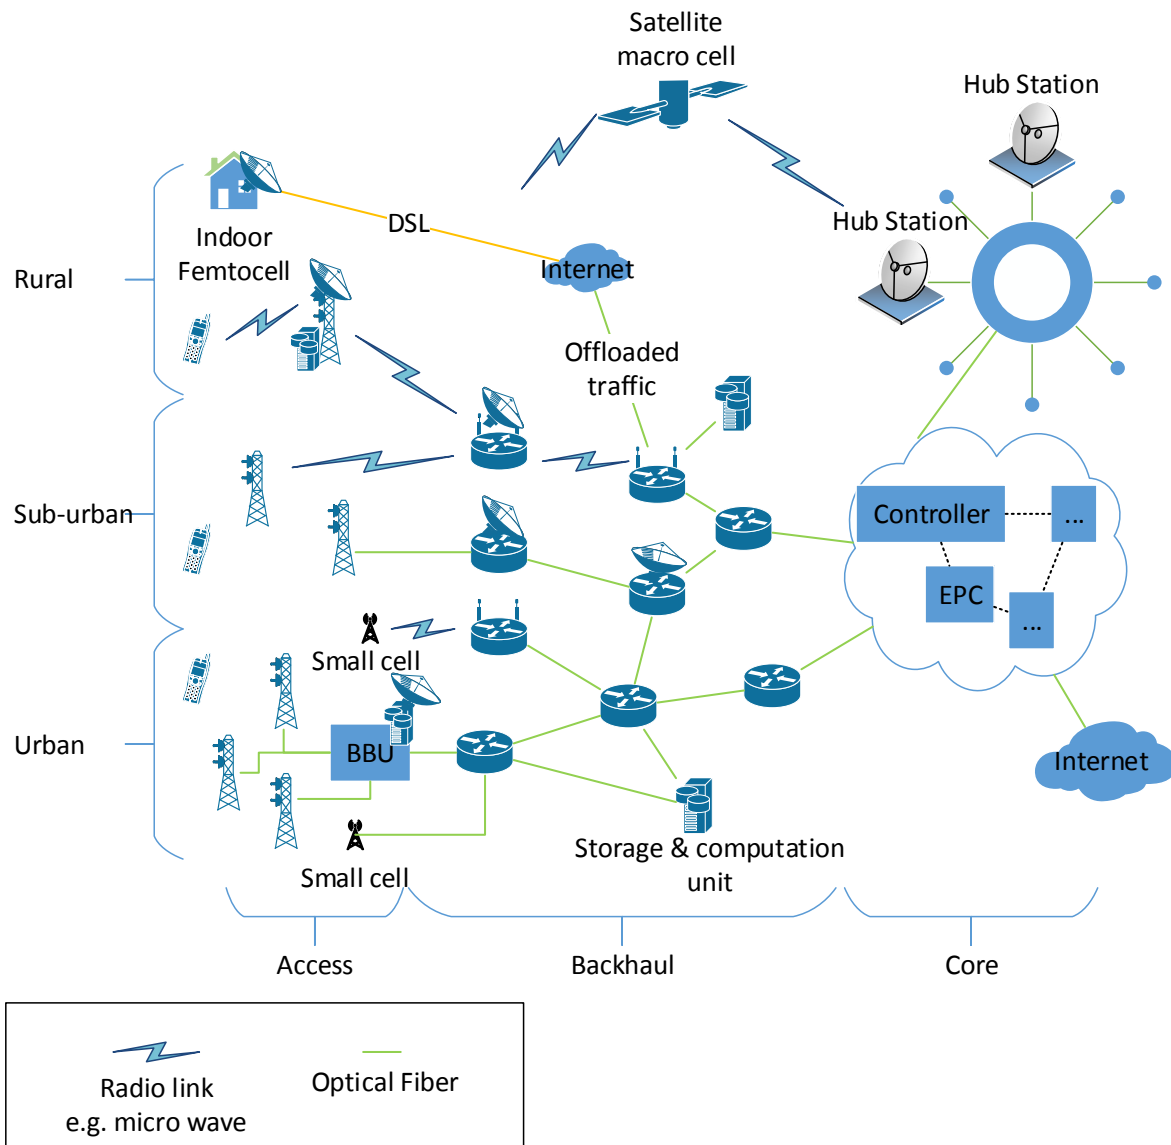 Satellite
macro cell
Hub Station
Hub Station
DSL
Indoor
Femtocell
Internet
Rural
Offloaded
traffic
Sub-urban
Controller
...
EPC
...
Small cell
Urban
BBU
Internet
Storage & computation
unit
Small cell
Access
Backhaul
Core
Radio link
e.g. micro wave
Optical Fiber